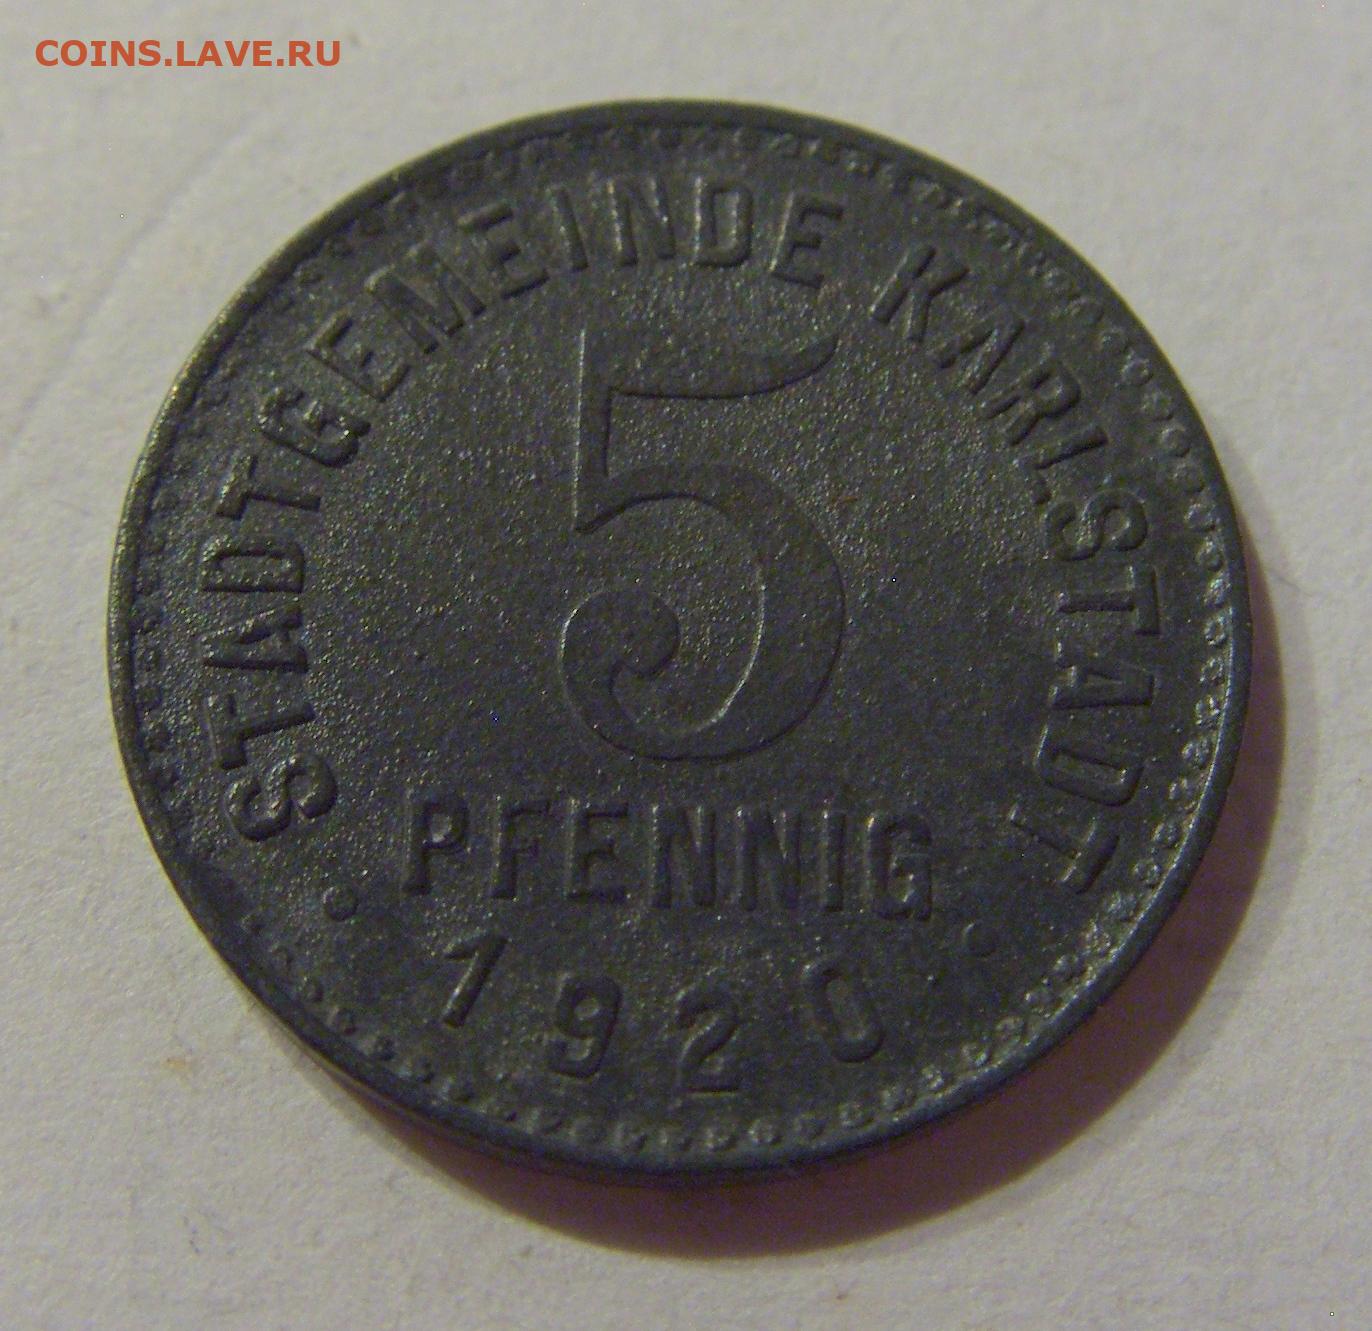 COINS.LAVE.RU
STADTGEMEINDE KARLSTADT
5
PFENNIG
1920